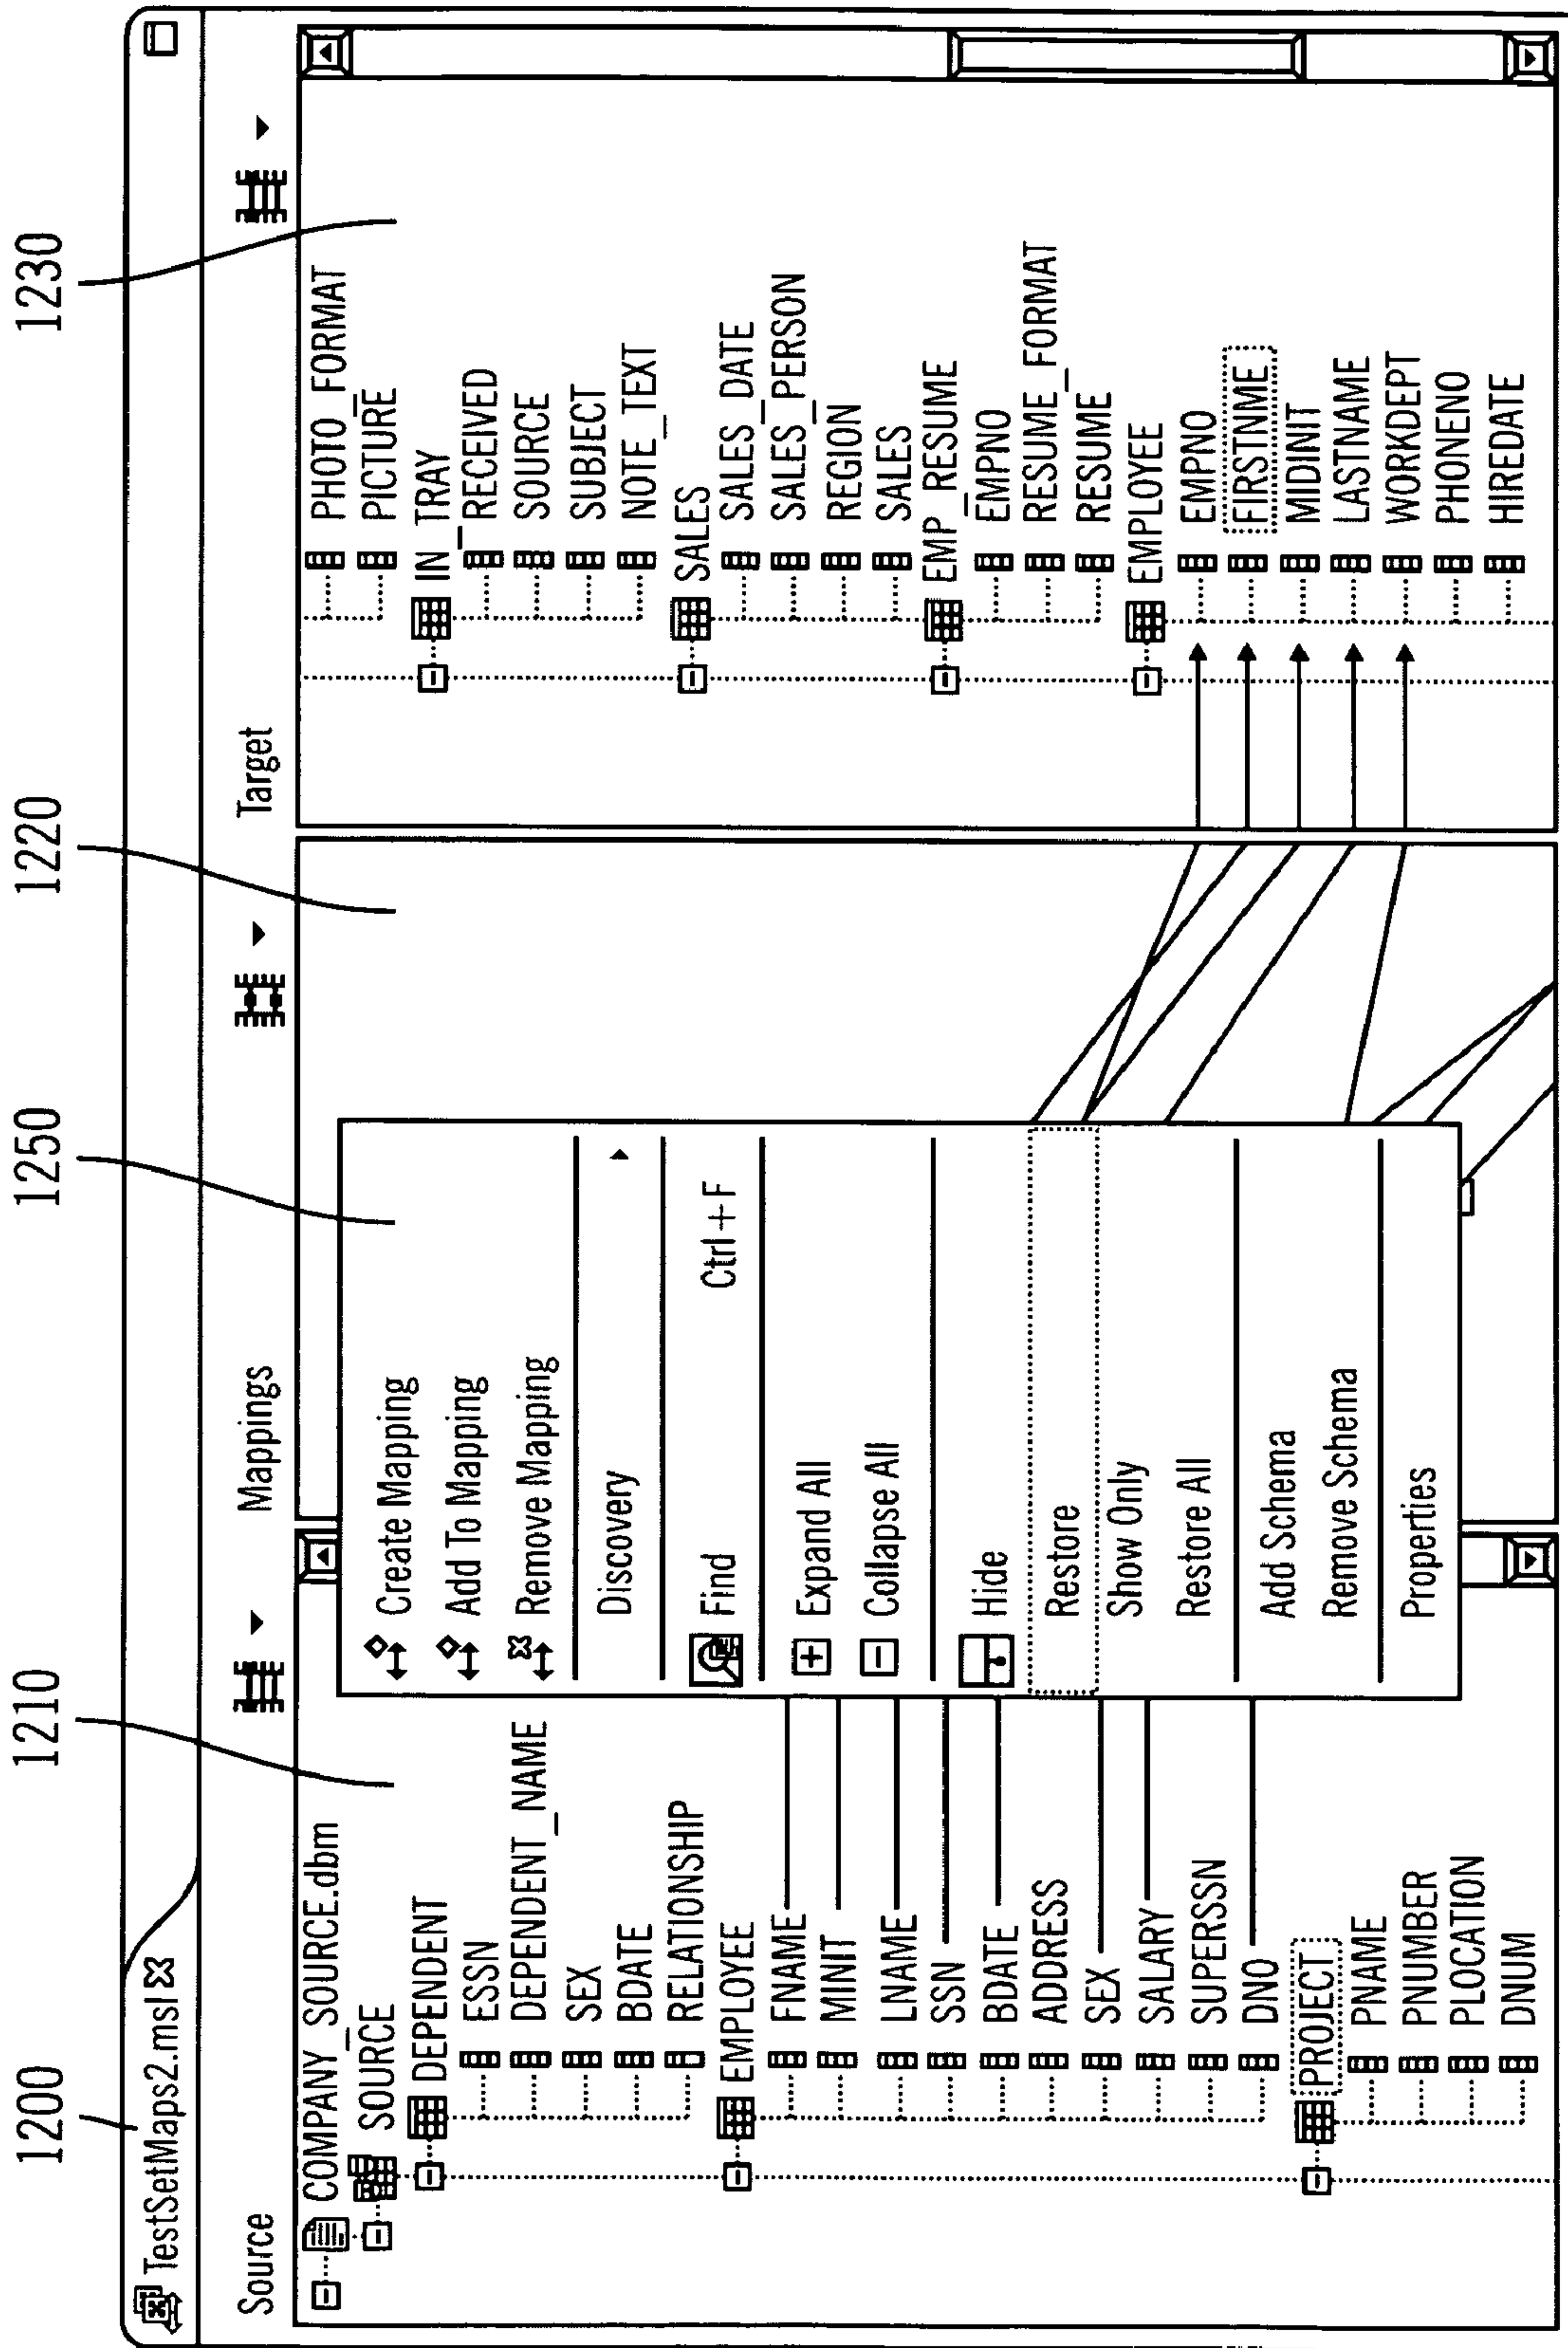 1200
1210
1250
1220
1230
TestSetMaps2.msl
Source
Mappings
Target
COMPANY_SOURCE.dbm
SOURCE
DEPENDENT
ESSN
DEPENDENT_NAME
SEX
BDATE
RELATIONSHIP
EMPLOYEE
FNAME
MINIT
LNAME
SSN
BDATE
ADDRESS
SEX
SALARY
SUPERSSN
DNO
PROJECT
PNAME
PNUMBER
PLOCATION
DNUM
Create Mapping
Add To Mapping
Remove Mapping
Discovery
Find Ctrl + F
Expand All
Collapse All
Hide
Restore
Show Only
Restore All
Add Schema
Remove Schema
Properties
PHOTO_FORMAT
PICTURE
IN_TRAY
RECEIVED
SOURCE
SUBJECT
NOTE_TEXT
SALES
SALES_DATE
SALES_PERSON
REGION
SALES
EMP_RESUME
EMPNO
RESUME_FORMAT
RESUME
EMPLOYEE
EMPNO
FIRSTNME
MIDINIT
LASTNAME
WORKDEPT
PHONENO
HIREDATE